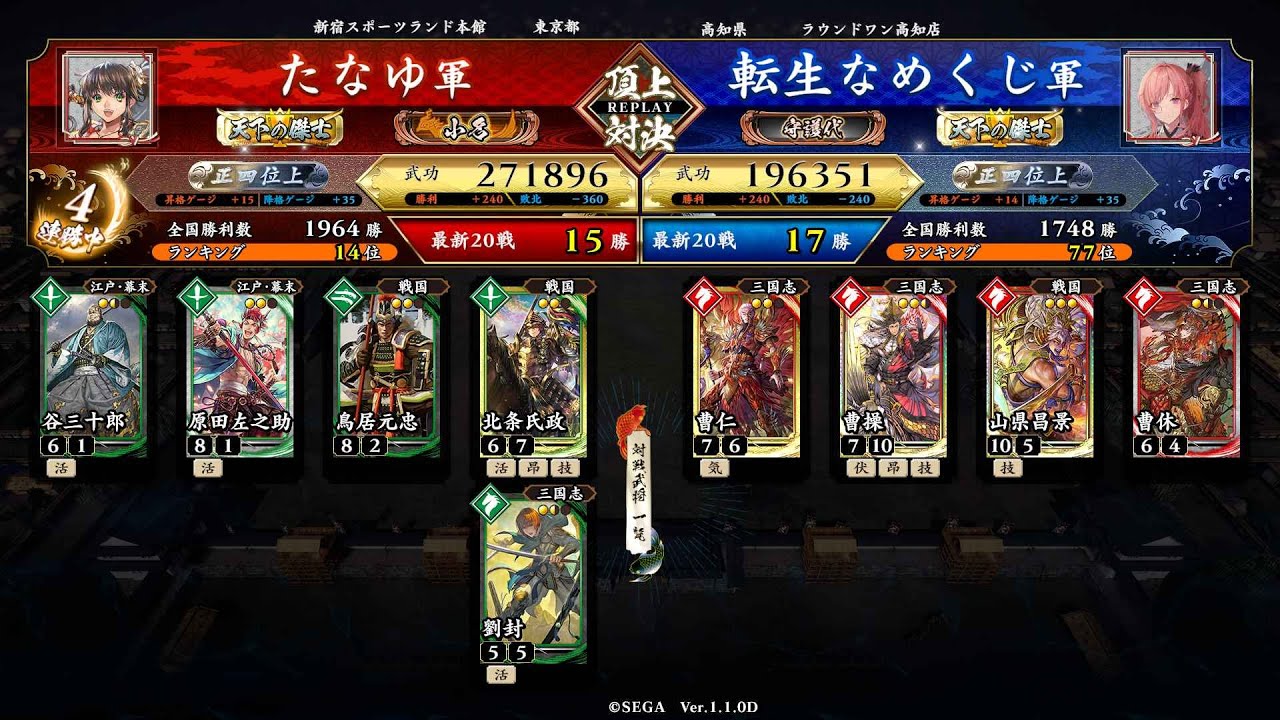 新宿スポーツランド本館 東京都 高知県 ラウンドワン高知店
たなゆ軍 頂上 REPLAY 対決 転生なめくじ軍
天下の傑士 小名 守護代 天下の傑士
4 連勝中
正四位上 武功 271896 武功 196351 正四位上
昇格ゲージ +15 降格ゲージ +35 勝利 +240 敗北 -360 勝利 +240 敗北 -240 昇格ゲージ +14 降格ゲージ +35
全国勝利数 1964 勝 最新20戦 15勝 最新20戦 17勝 全国勝利数 1748 勝
ランキング 14位 ランキング 77位
江戸・幕末 江戸・幕末 戦国 戦国 三国志 三国志 戦国 三国志
谷三十郎 原田左之助 鳥居元忠 北条氏政 曹仁 曹操 山県昌景 曹休
6 1 8 1 8 2 6 7 7 6 7 10 10 5 6 4
活 活 活 昂 技 気 伏 昂 技 技
対戦武将一覧
三国志
劉封
5 5
活
©SEGA Ver.1.1.0D